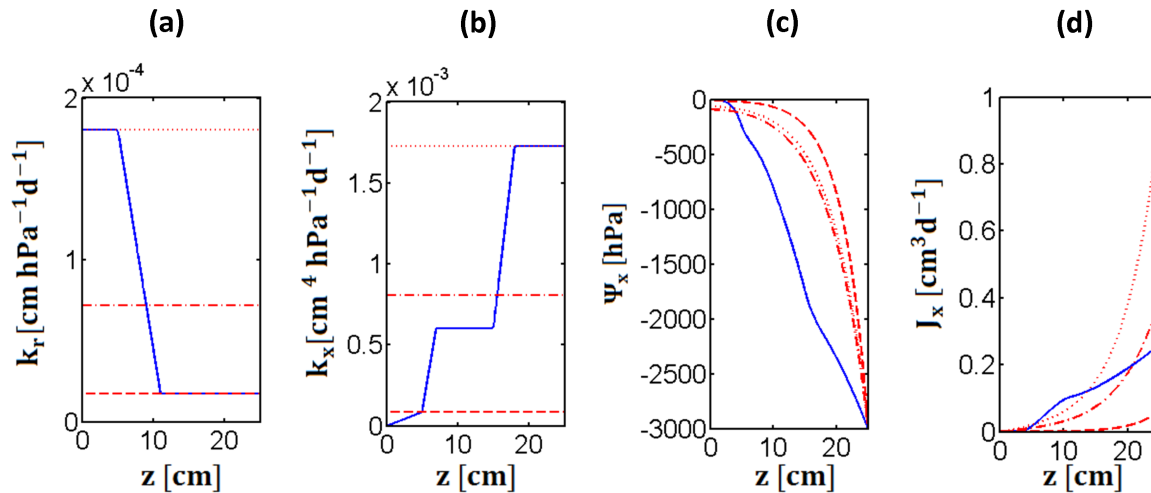 (a)
(b)
(c)
(d)
x 10⁻⁴
2
1
0
0 10 20
z [cm]
kᵣ[cm hPa⁻¹d⁻¹]
x 10⁻³
2
1.5
1
0.5
0
0 10 20
z [cm]
kₓ[cm⁴ hPa⁻¹d⁻¹]
0
-500
-1000
-1500
-2000
-2500
-3000
0 10 20
z [cm]
Ψₓ [hPa]
1
0.8
0.6
0.4
0.2
0
0 10 20
z [cm]
Jₓ [cm³d⁻¹]